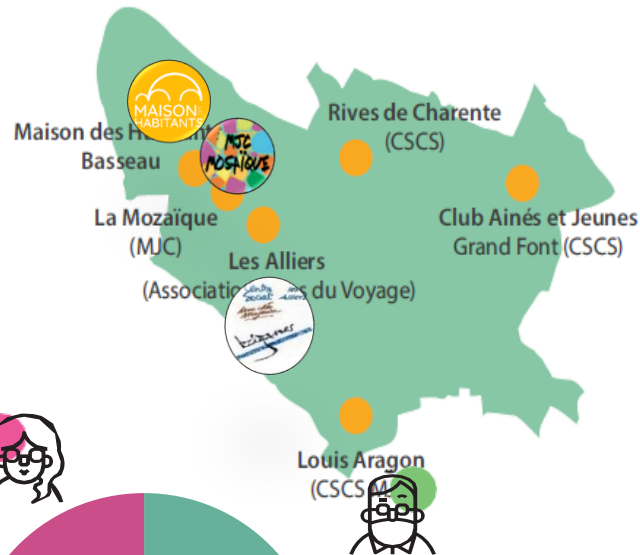 MAISON
HABITANTS
Maison des
Basseau
MJC
MOSAÏQUE
Rives de Charente
(CSCS)
La Mozaïque
(MJC)
Club Ainés et Jeunes
Grand Font (CSCS)
Les Alliers
du Voyage)
Louis Aragon
(CSCS